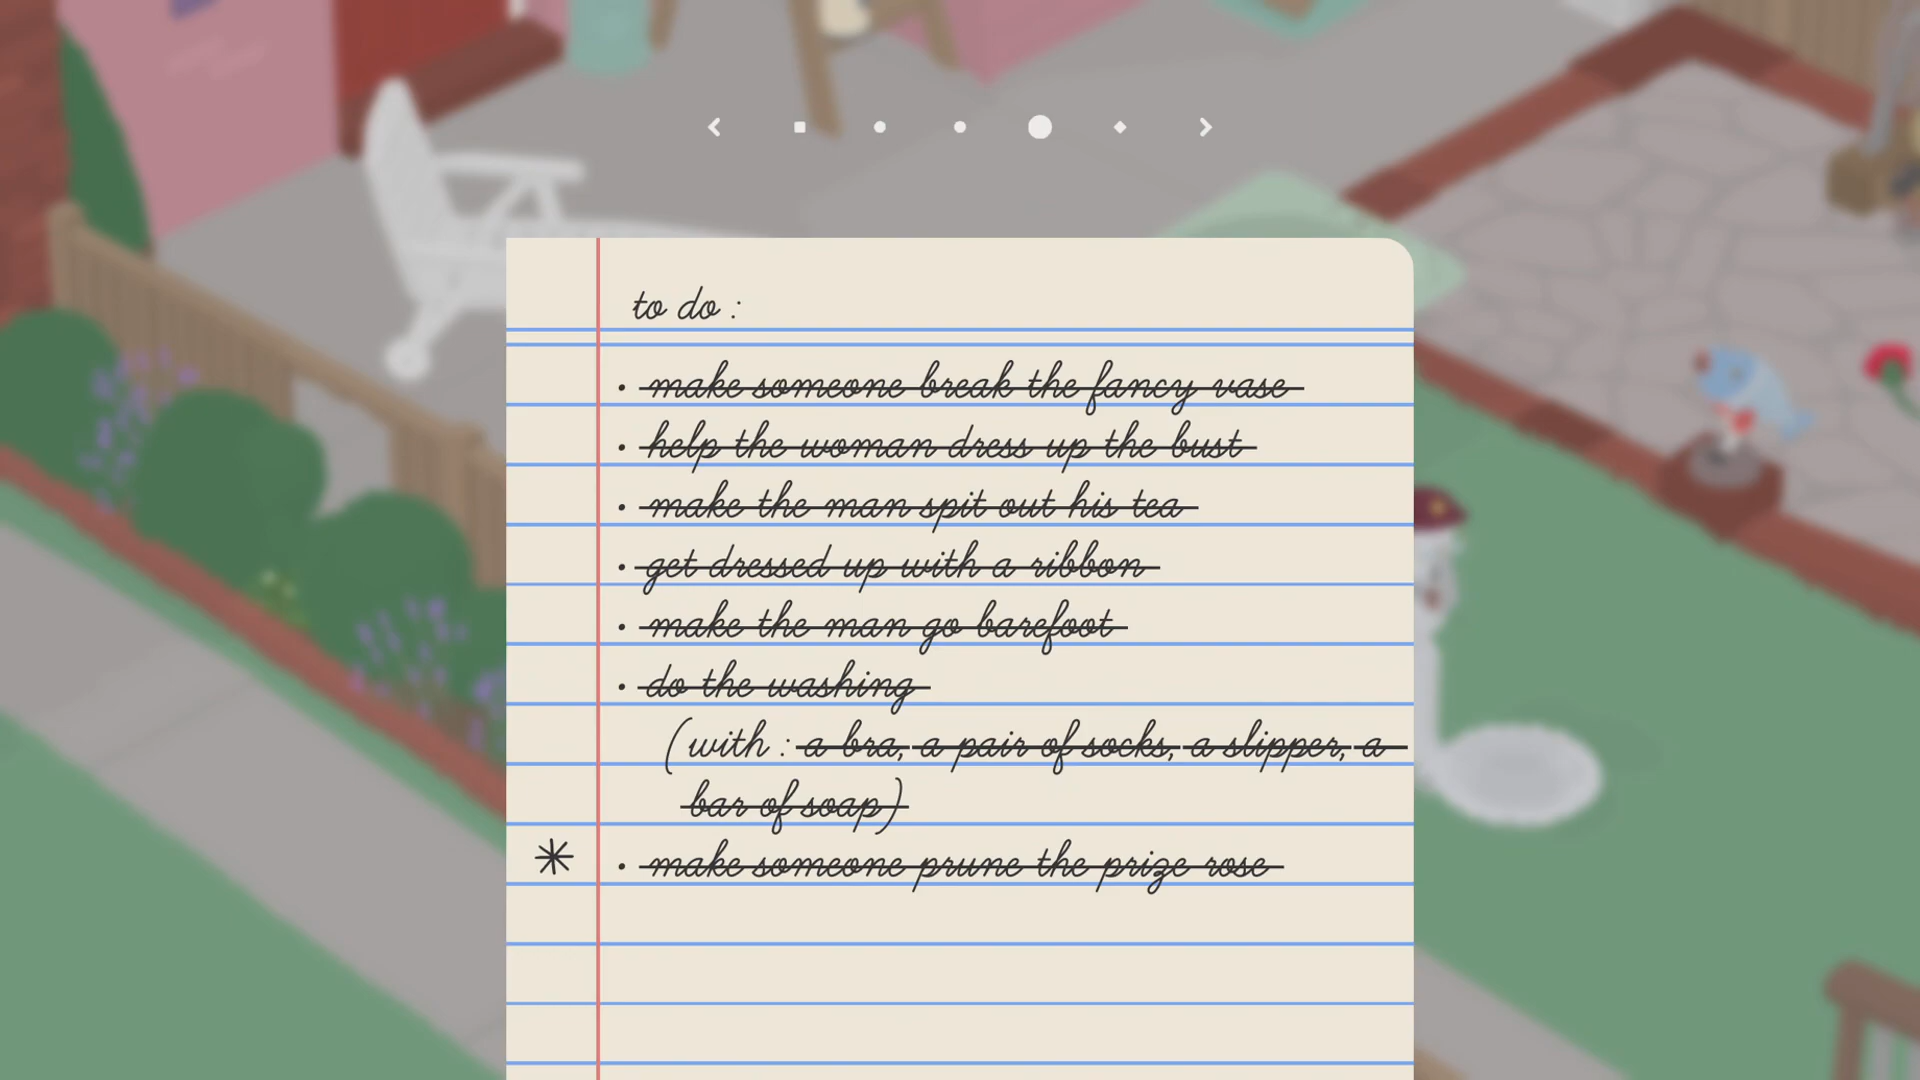 to do :
• make someone break the fancy vase
• help the woman dress up the bust
• make the man spit out his tea
• get dressed up with a ribbon
• make the man go barefoot
• do the washing
(with : a bra, a pair of socks, a slipper, a
bar of soap)
* • make someone prune the prize rose